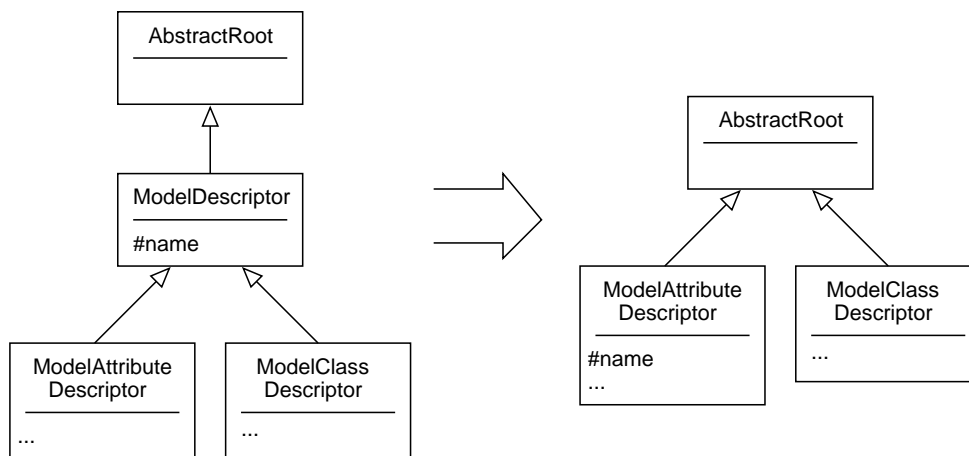 AbstractRoot
ModelDescriptor
#name
ModelAttribute
Descriptor
...
ModelClass
Descriptor
...
AbstractRoot
ModelAttribute
Descriptor
#name
...
ModelClass
Descriptor
...